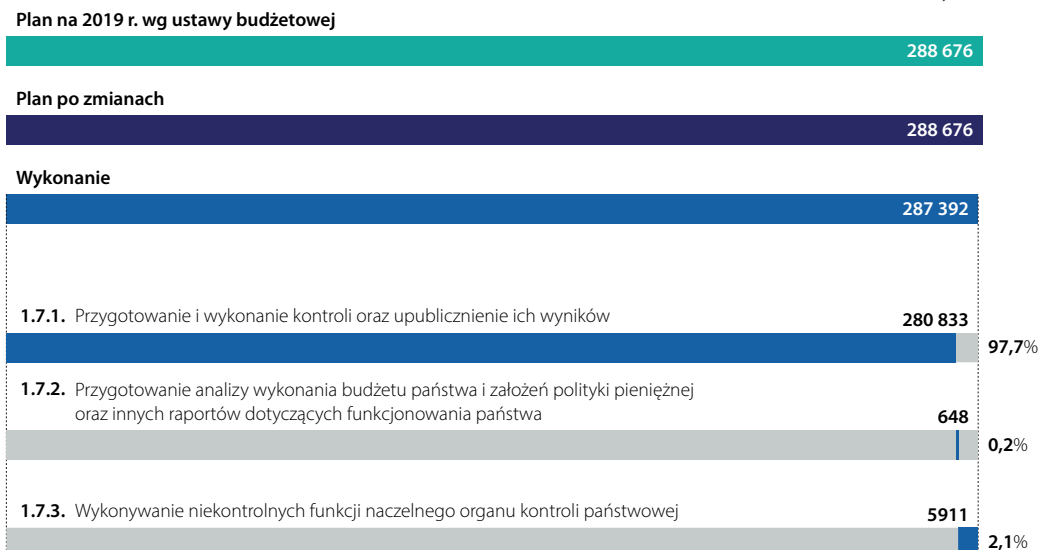 Plan na 2019 r. wg ustawy budżetowej
288 676
Plan po zmianach
288 676
Wykonanie
287 392
1.7.1. Przygotowanie i wykonanie kontroli oraz upublicznienie ich wyników 280 833
97,7%
1.7.2. Przygotowanie analizy wykonania budżetu państwa i założeń polityki pieniężnej
oraz innych raportów dotyczących funkcjonowania państwa 648
0,2%
1.7.3. Wykonywanie niekontrolnych funkcji naczelnego organu kontroli państwowej 5911
2,1%